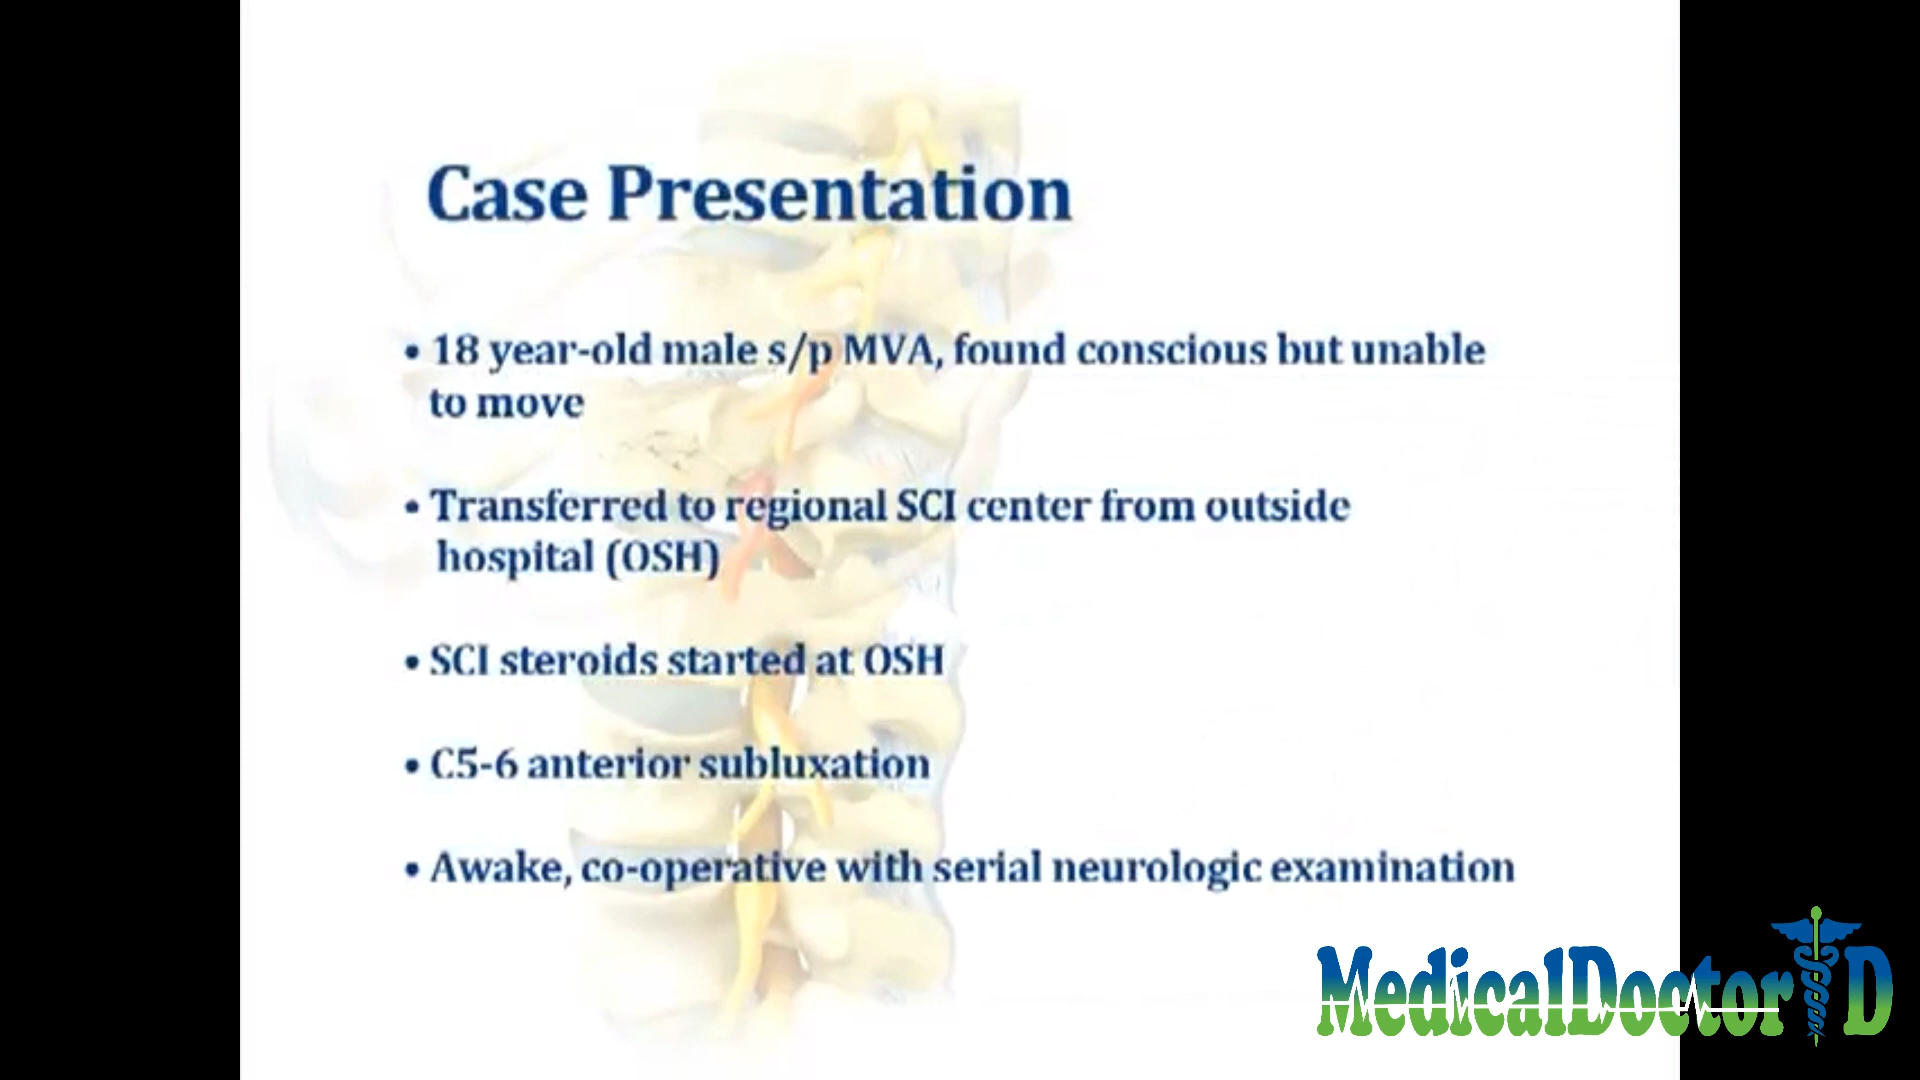 Case Presentation
• 18 year-old male s/p MVA, found conscious but unable
to move
• Transferred to regional SCI center from outside
hospital (OSH)
• SCI steroids started at OSH
• C5-6 anterior subluxation
• Awake, co-operative with serial neurologic examination
MedicalDoctor D